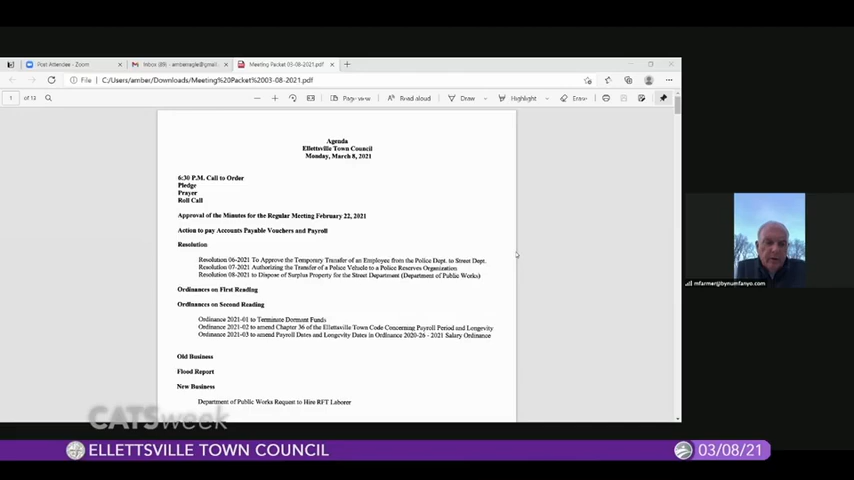 Post Attendee - Zoom
Meeting Packet 03-08-2021.pdf
File
C:/Users/amber/Downloads/Meeting%20Packet%2003-08-2021.pdf
1 of 13
Page view
Read aloud
Draw
Highlight
Erase
Agenda
Ellettsville Town Council
Monday, March 8, 2021
6:30 P.M. Call to Order
Pledge
Prayer
Roll Call
Approval of the Minutes for the Regular Meeting February 22, 2021
Action to pay Accounts Payable Vouchers and Payroll
Resolution
Resolution 06-2021 To Approve the Temporary Transfer of an Employee from the Police Dept. to Street Dept.
Resolution 07-2021 Authorizing the Transfer of a Police Vehicle to a Police Reserves Organization
Resolution 08-2021 to Dispose of Surplus Property for the Street Department (Department of Public Works)
Ordinances on First Reading
Ordinances on Second Reading
Ordinance 2021-01 to Terminate Dormant Funds
Ordinance 2021-02 to amend Chapter 36 of the Ellettsville Town Code Concerning Payroll Period and Longevity
Ordinance 2021-03 to amend Payroll Dates and Longevity Dates in Ordinance 2020-26 - 2021 Salary Ordinance
Old Business
Flood Report
New Business
Department of Public Works Request to Hire RFT Laborer
mfarmer@bynumfanyo.com
CATSweek
ELLETTSVILLE TOWN COUNCIL
03/08/21